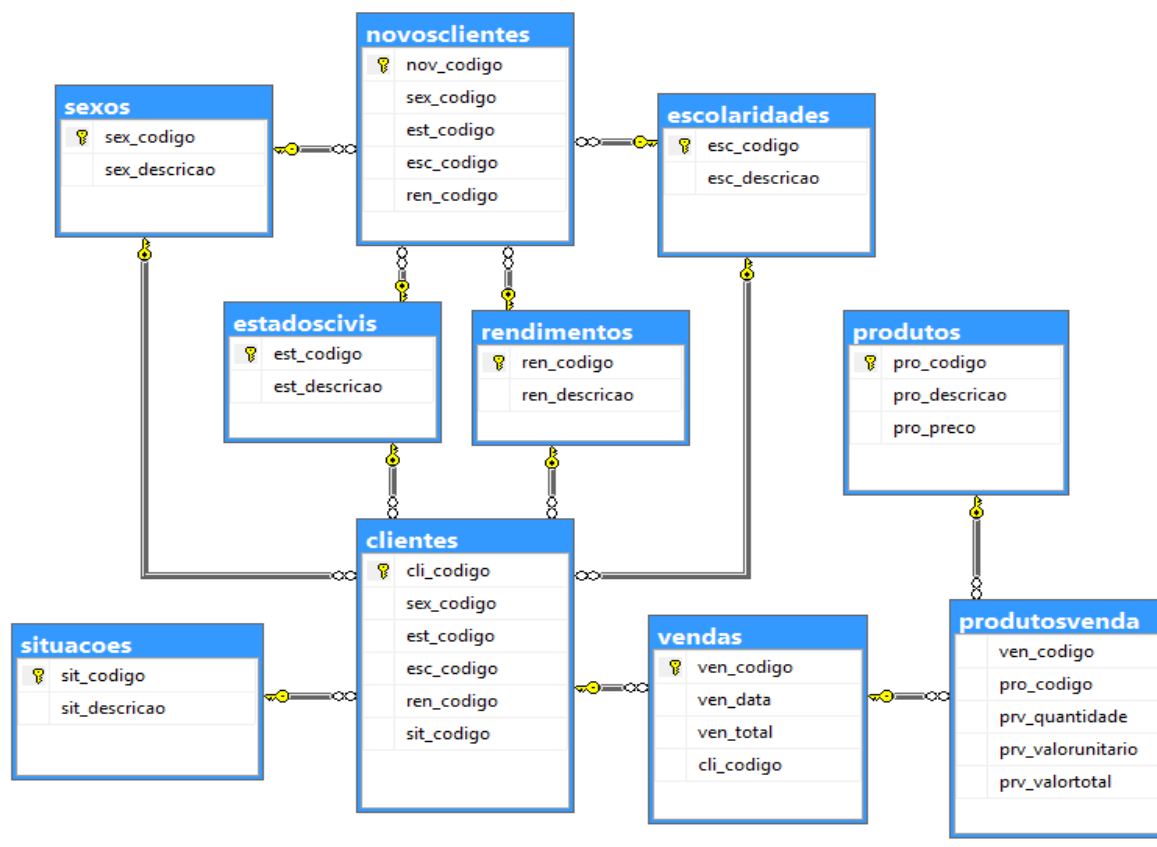 novosclientes
nov_codigo
sex_codigo
est_codigo
esc_codigo
ren_codigo
sexos
sex_codigo
sex_descricao
escolaridades
esc_codigo
esc_descricao
estadoscivis
est_codigo
est_descricao
rendimentos
ren_codigo
ren_descricao
produtos
pro_codigo
pro_descricao
pro_preco
clientes
cli_codigo
sex_codigo
est_codigo
esc_codigo
ren_codigo
sit_codigo
situacoes
sit_codigo
sit_descricao
vendas
ven_codigo
ven_data
ven_total
cli_codigo
produtosvenda
ven_codigo
pro_codigo
prv_quantidade
prv_valorunitario
prv_valortotal